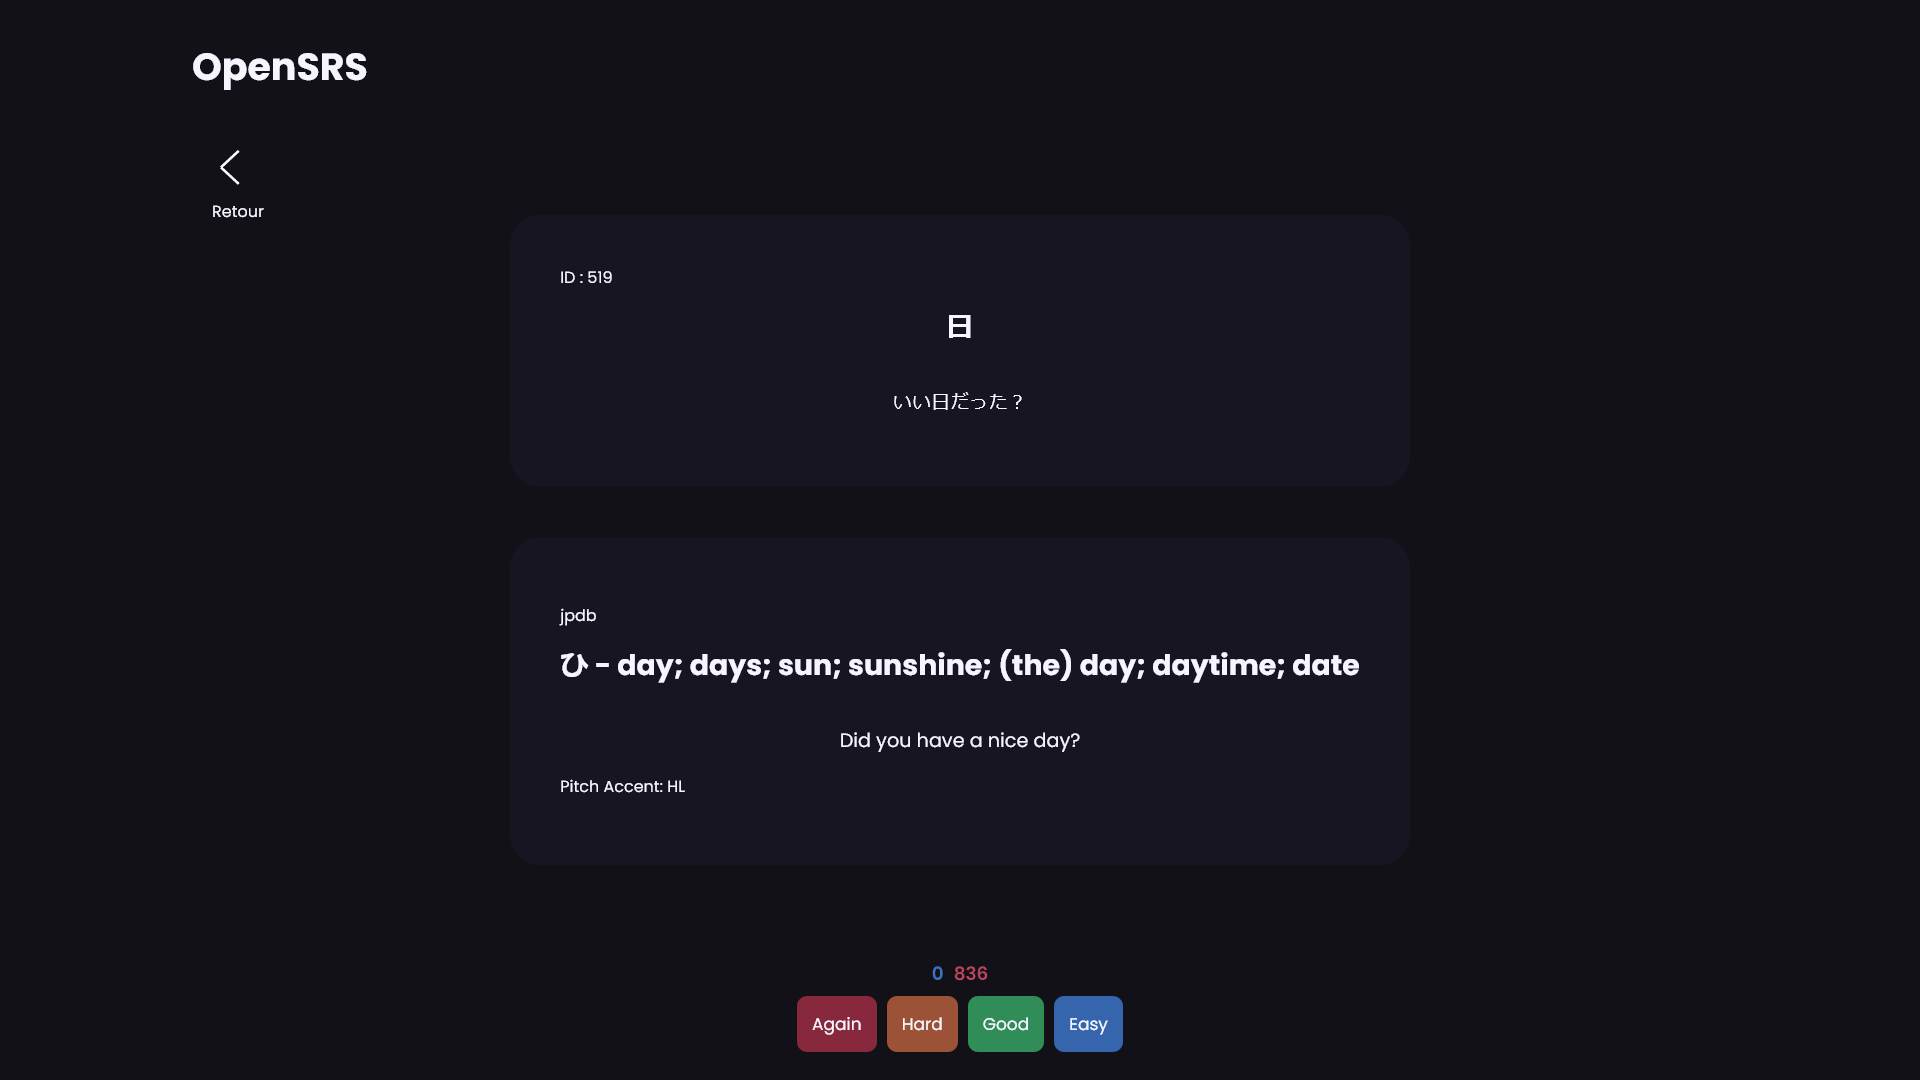 OpenSRS
Retour
ID : 519
日
いい日だった？
jpdb
ひ - day; days; sun; sunshine; (the) day; daytime; date
Did you have a nice day?
Pitch Accent: HL
0 836
Again Hard Good Easy